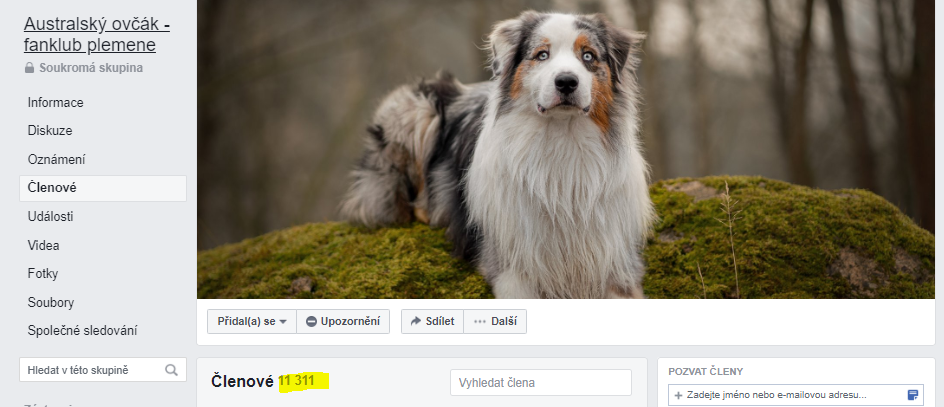 Australský ovčák -
fanklub plemene
Soukromá skupina
Informace
Diskuze
Oznámení
Členové
Události
Videa
Fotky
Soubory
Společné sledování
Hledat v této skupině
Přidal(a) se
Upozornění
Sdílet
Další
Členové 11 311
Vyhledat člena
POZVAT ČLENY
+ Zadejte jméno nebo e-mailovou adresu...